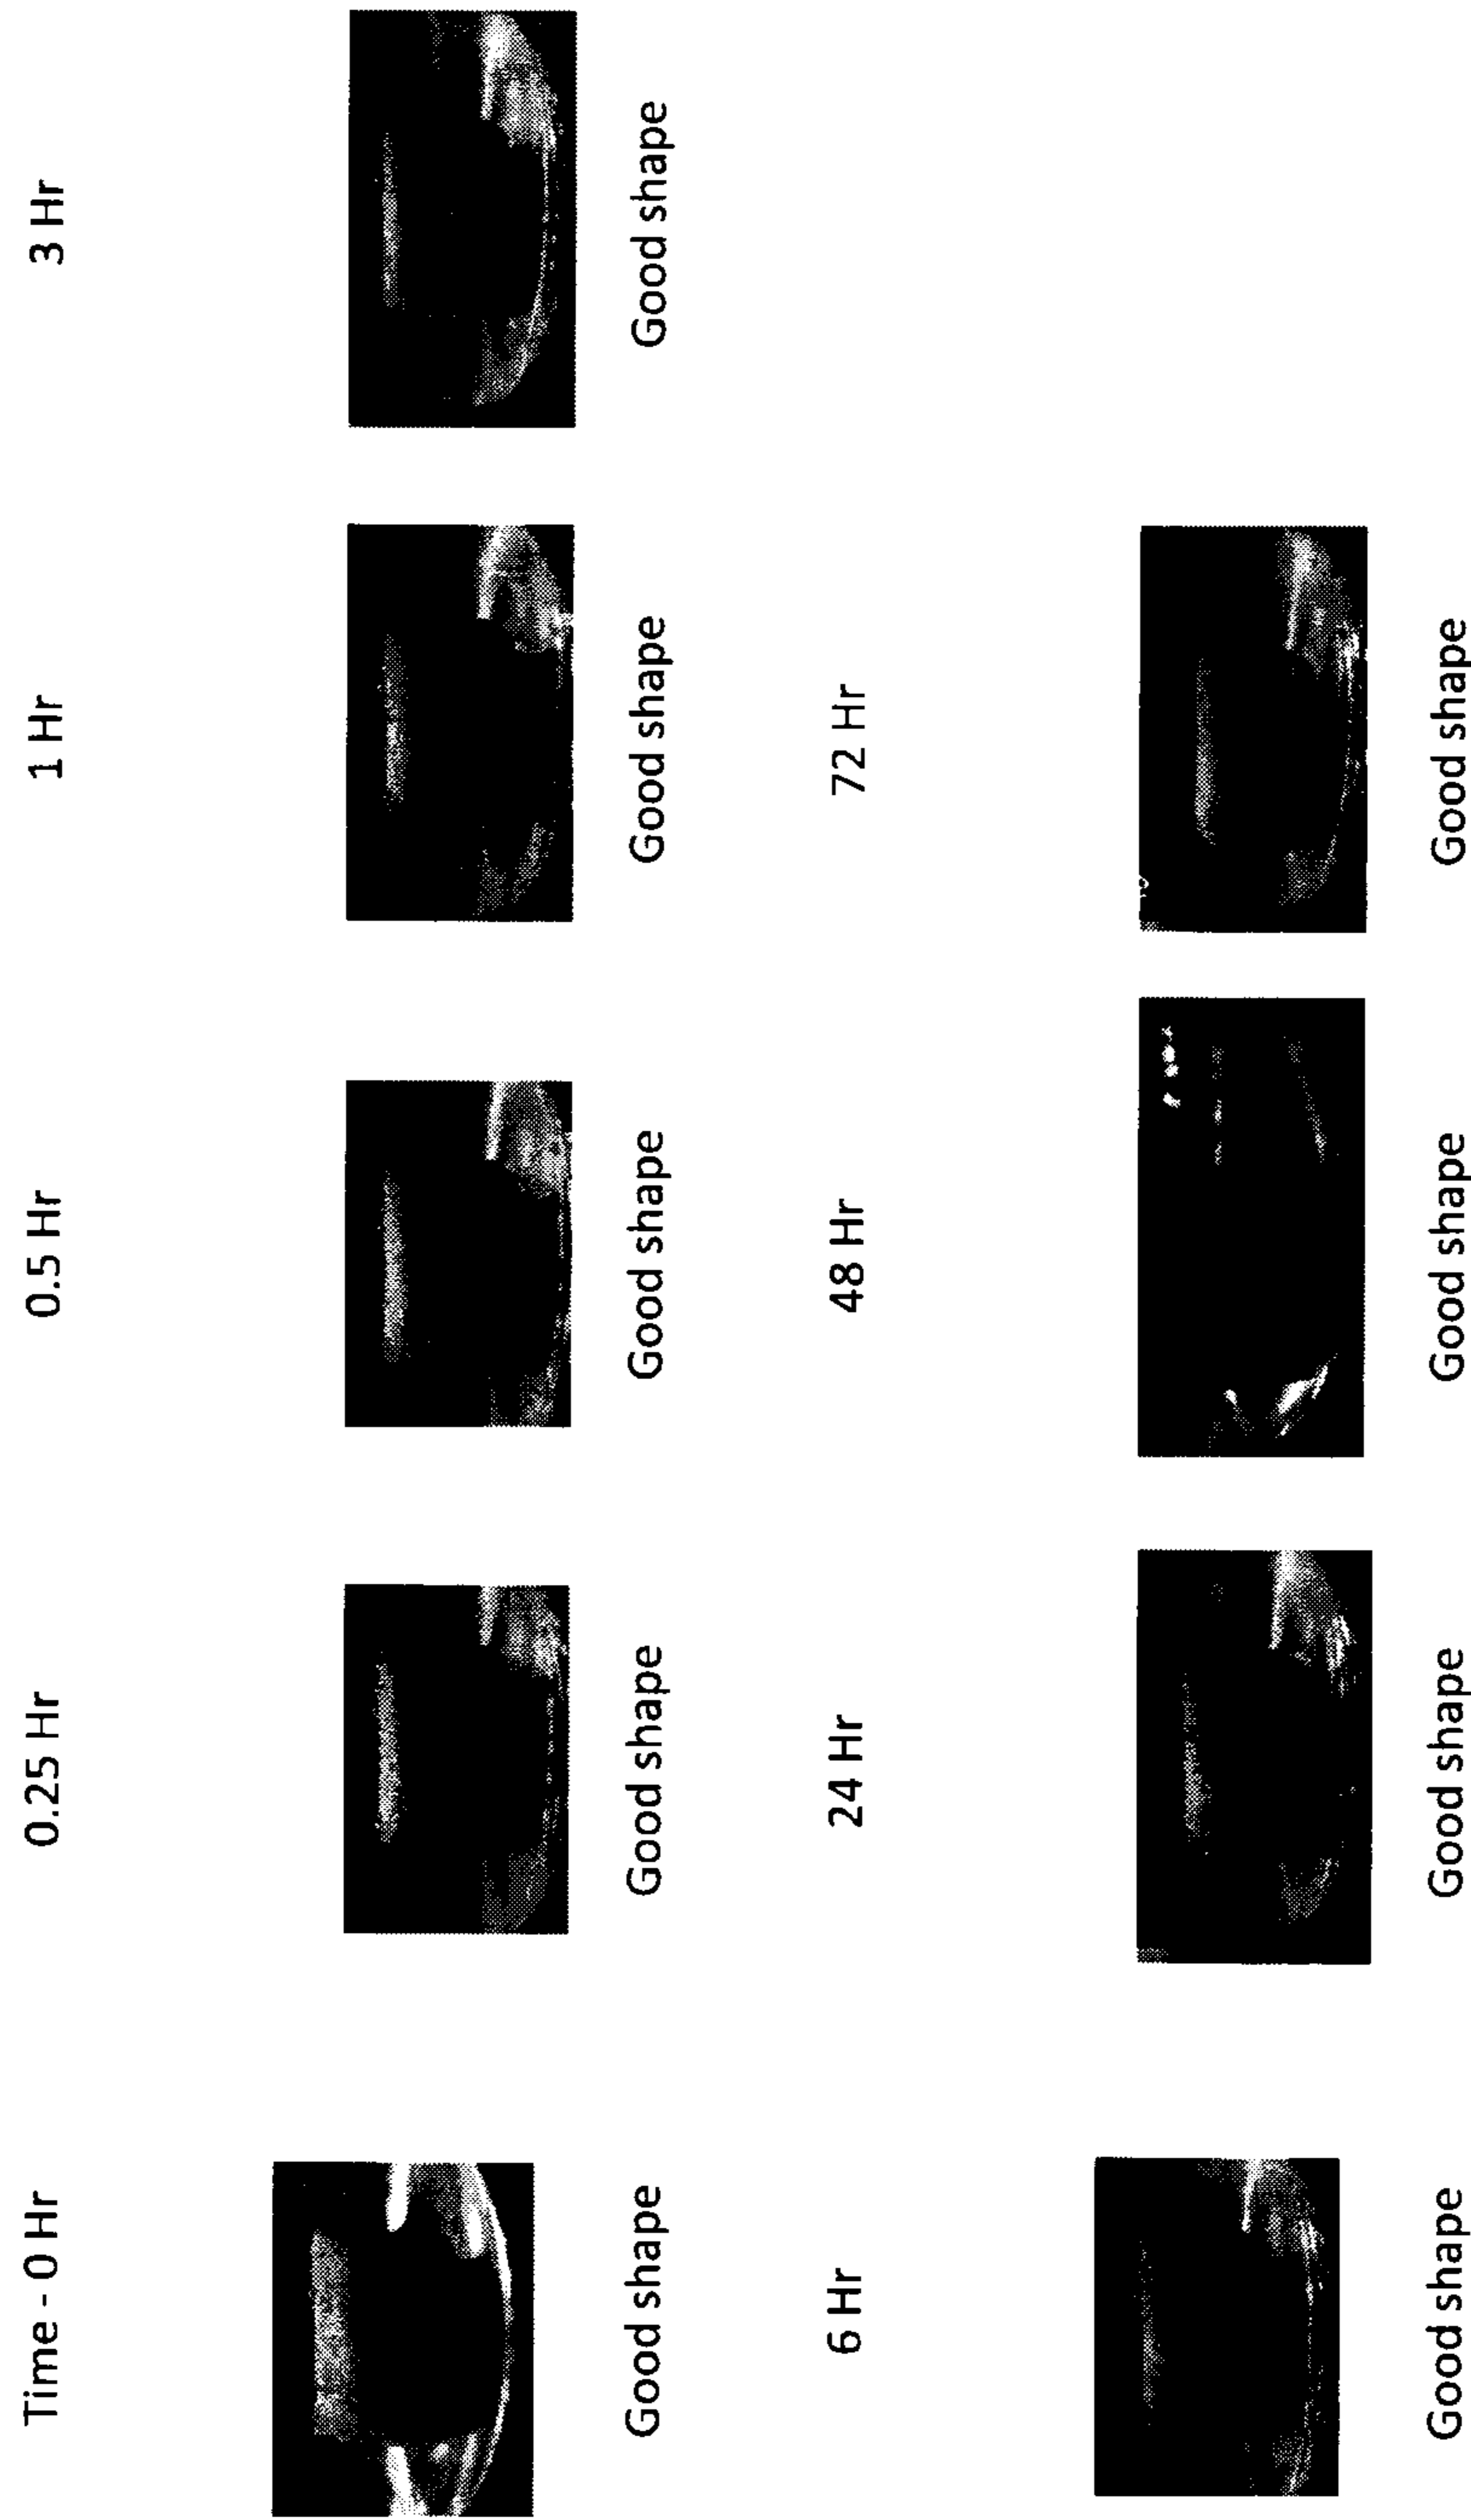 Time - 0 Hr 0.25 Hr 0.5 Hr 1 Hr 3 Hr
Good shape Good shape Good shape Good shape Good shape
6 Hr 24 Hr 48 Hr 72 Hr
Good shape Good shape Good shape Good shape